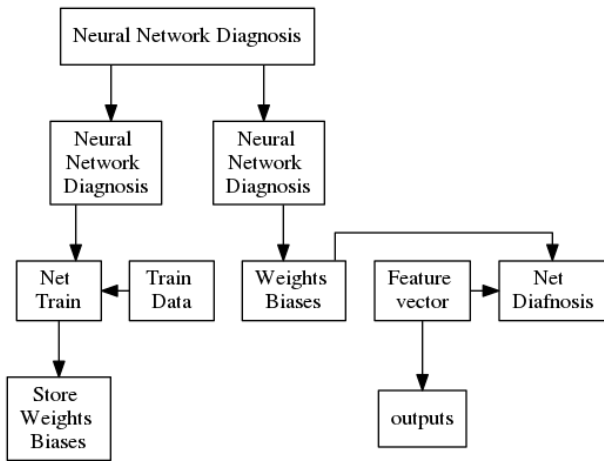 Neural Network Diagnosis
Neural
Network
Diagnosis
Neural
Network
Diagnosis
Net
Train
Train
Data
Weights
Biases
Feature
vector
Net
Diafnosis
Store
Weights
Biases
outputs